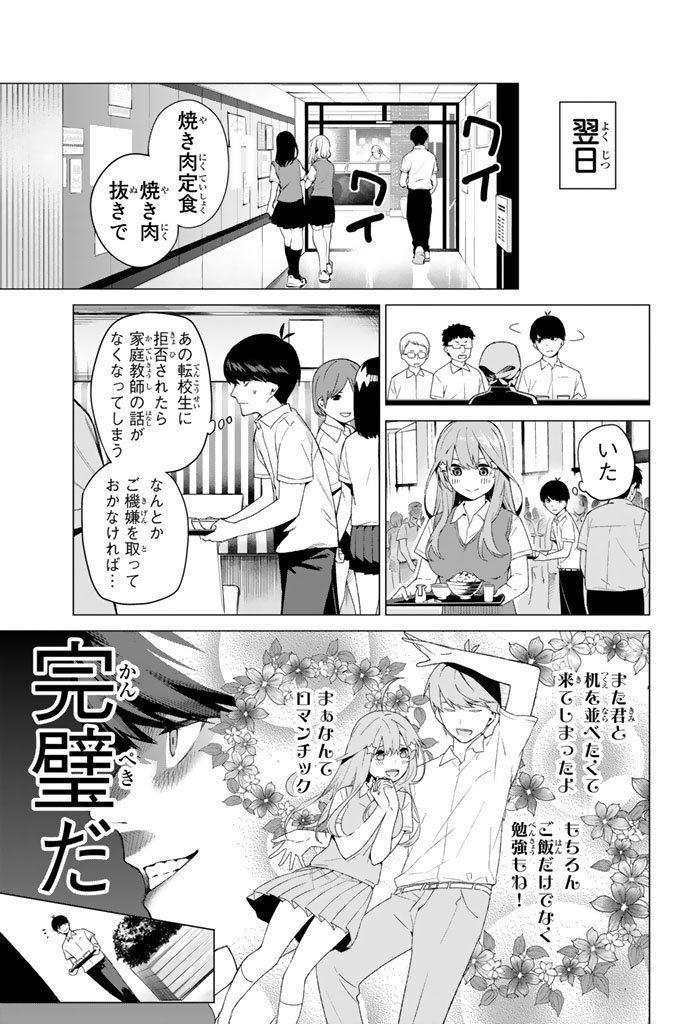 翌日
ワイ
ワイ
焼き肉定食
焼き肉
抜きで
いた
あの転校生に
拒否されたら
家庭教師の話が
なくなってしまう
なんとか
ご機嫌を取って
おかなければ…
また君と
机を並べたくて
来てしまったよ
もちろん
ご飯だけでなく
勉強もね！
まぁなんて
ロマンチック
完璧だ